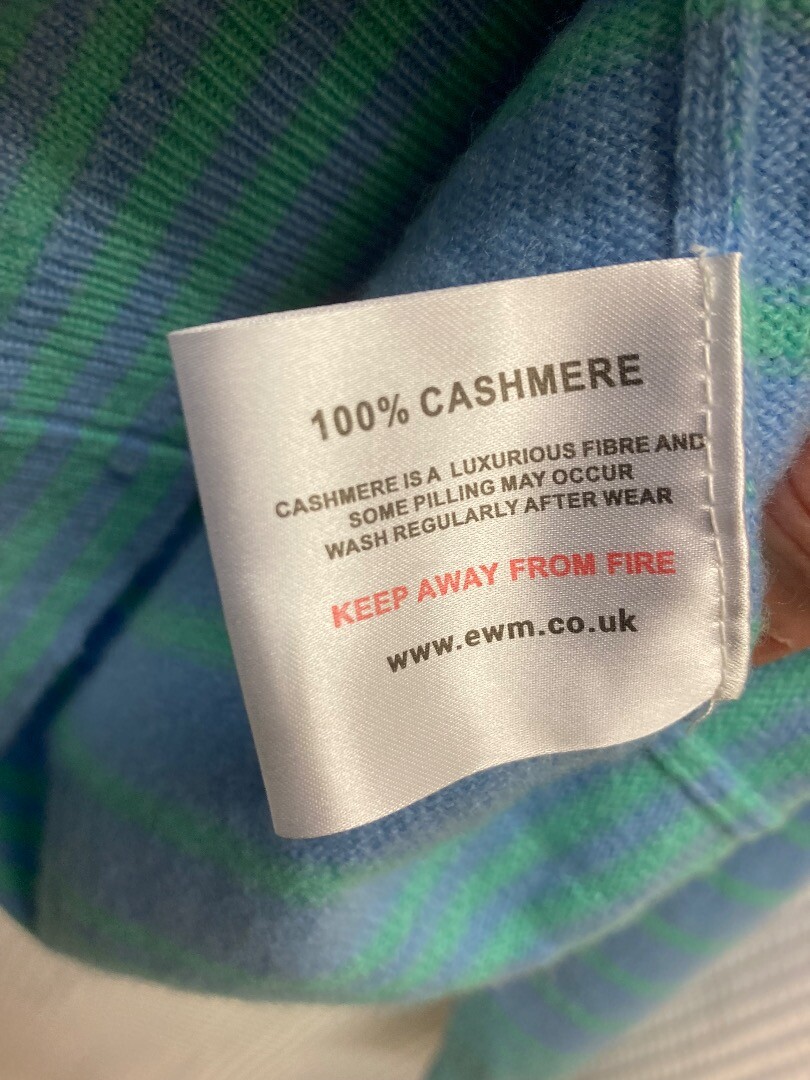 100% CASHMERE
CASHMERE IS A LUXURIOUS FIBRE AND
SOME PILLING MAY OCCUR
WASH REGULARLY AFTER WEAR
KEEP AWAY FROM FIRE
www.ewm.co.uk